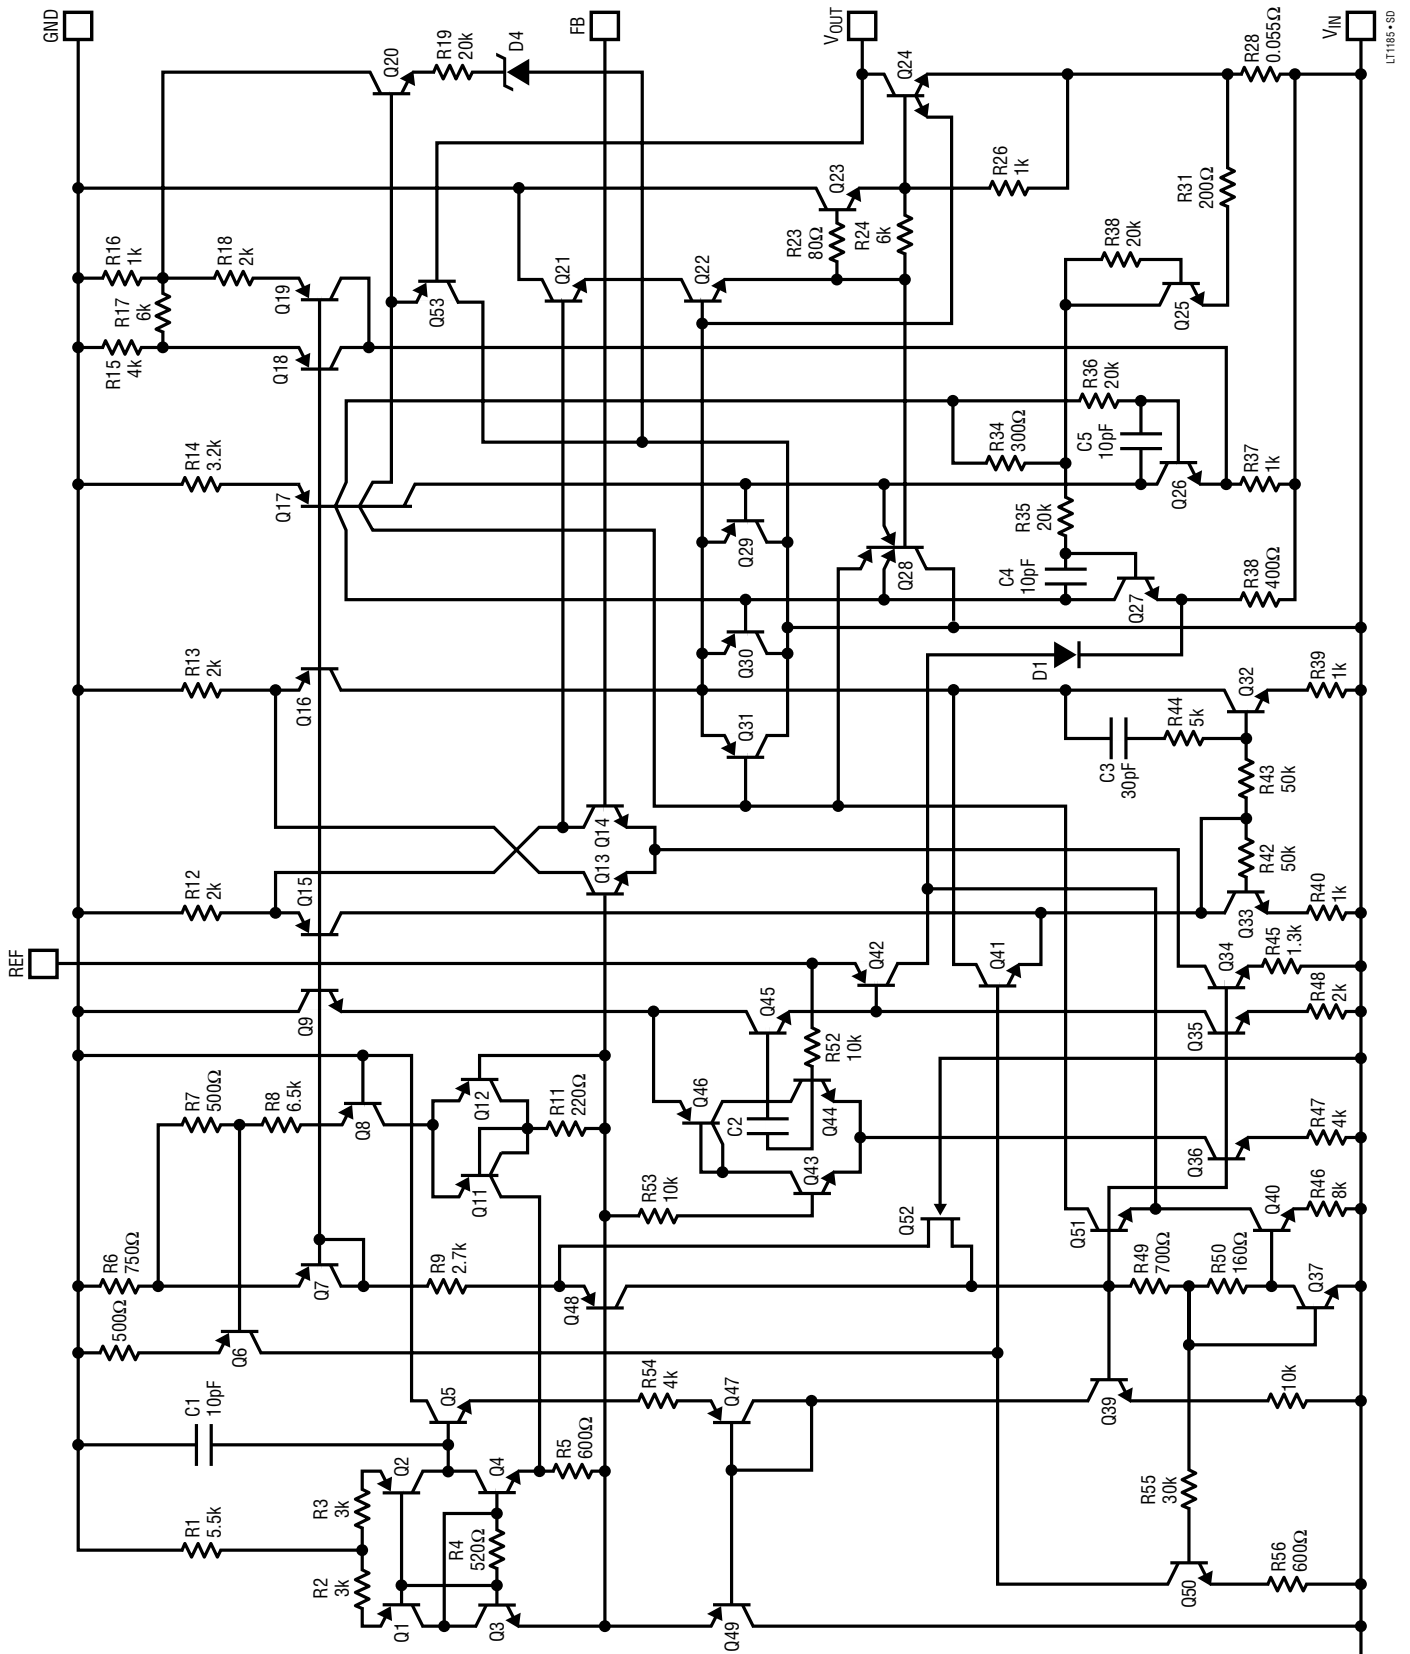 GND
FB
VOUT
VIN
LT1185 • SD
Q20
R19
20k
D4
Q24
R28
0.055Ω
R16
1k
R17
6k
R18
2k
R15
4k
Q19
Q18
Q53
Q21
Q22
Q23
R23
80Ω
R24
6k
R26
1k
R31
200Ω
R38
20k
Q25
R36
20k
R34
300Ω
C5
10pF
R14
3.2k
Q17
Q29
Q28
R35
20k
Q26
R37
1k
C4
10pF
Q27
R38
400Ω
R13
2k
Q16
Q30
Q31
D1
Q32
R39
1k
C3
30pF
R44
5k
R43
50k
Q13
Q14
R12
2k
Q15
R42
50k
Q33
R40
1k
REF
Q9
Q45
Q42
Q41
Q34
R45
1.3k
Q35
R48
2k
R52
10k
R7
500Ω
R8
6.5k
Q8
Q12
R11
220Ω
Q46
C2
Q44
Q43
Q11
R53
10k
Q36
R47
4k
R46
8k
Q52
Q51
Q40
R6
750Ω
Q7
R9
2.7k
Q48
R49
700Ω
R50
160Ω
Q37
500Ω
Q6
C1
10pF
Q5
R54
4k
Q47
Q39
10k
Q2
Q4
R5
600Ω
R1
5.5k
R3
3k
R2
3k
R4
520Ω
R55
30k
Q1
Q3
Q49
Q50
R56
600Ω